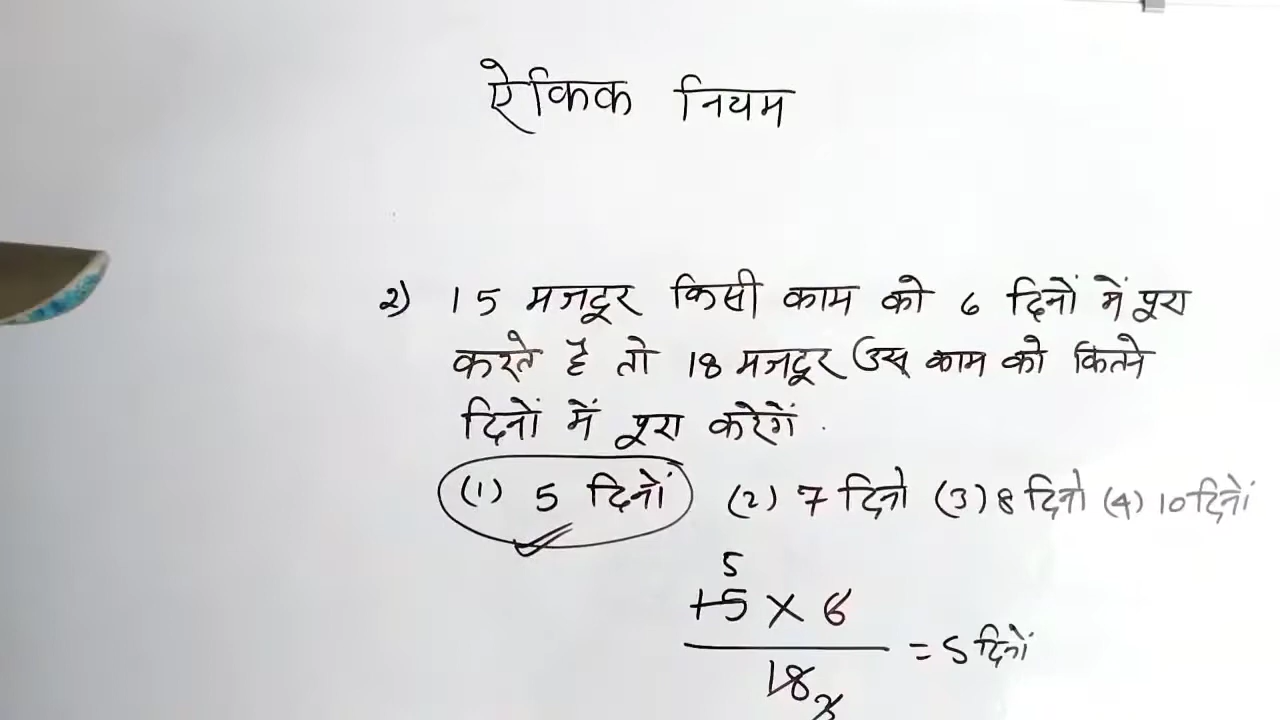 ऐकिक नियम
२) 15 मजदूर किसी काम को 6 दिनों में पूरा
करते है तो 18 मजदूर उस काम को कितने
दिनों में पूरा करेगें
(1) 5 दिनों (2) 7 दिनो (3) 8 दिनो (4) 10 दिनों
5
15 × 6
= 5 दिनों
18
3